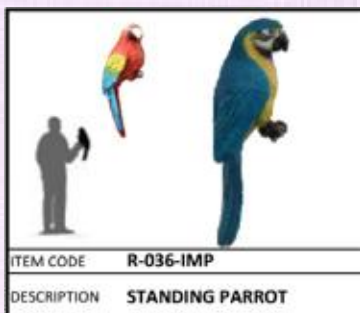 ITEM CODE R-036-IMP
DESCRIPTION STANDING PARROT